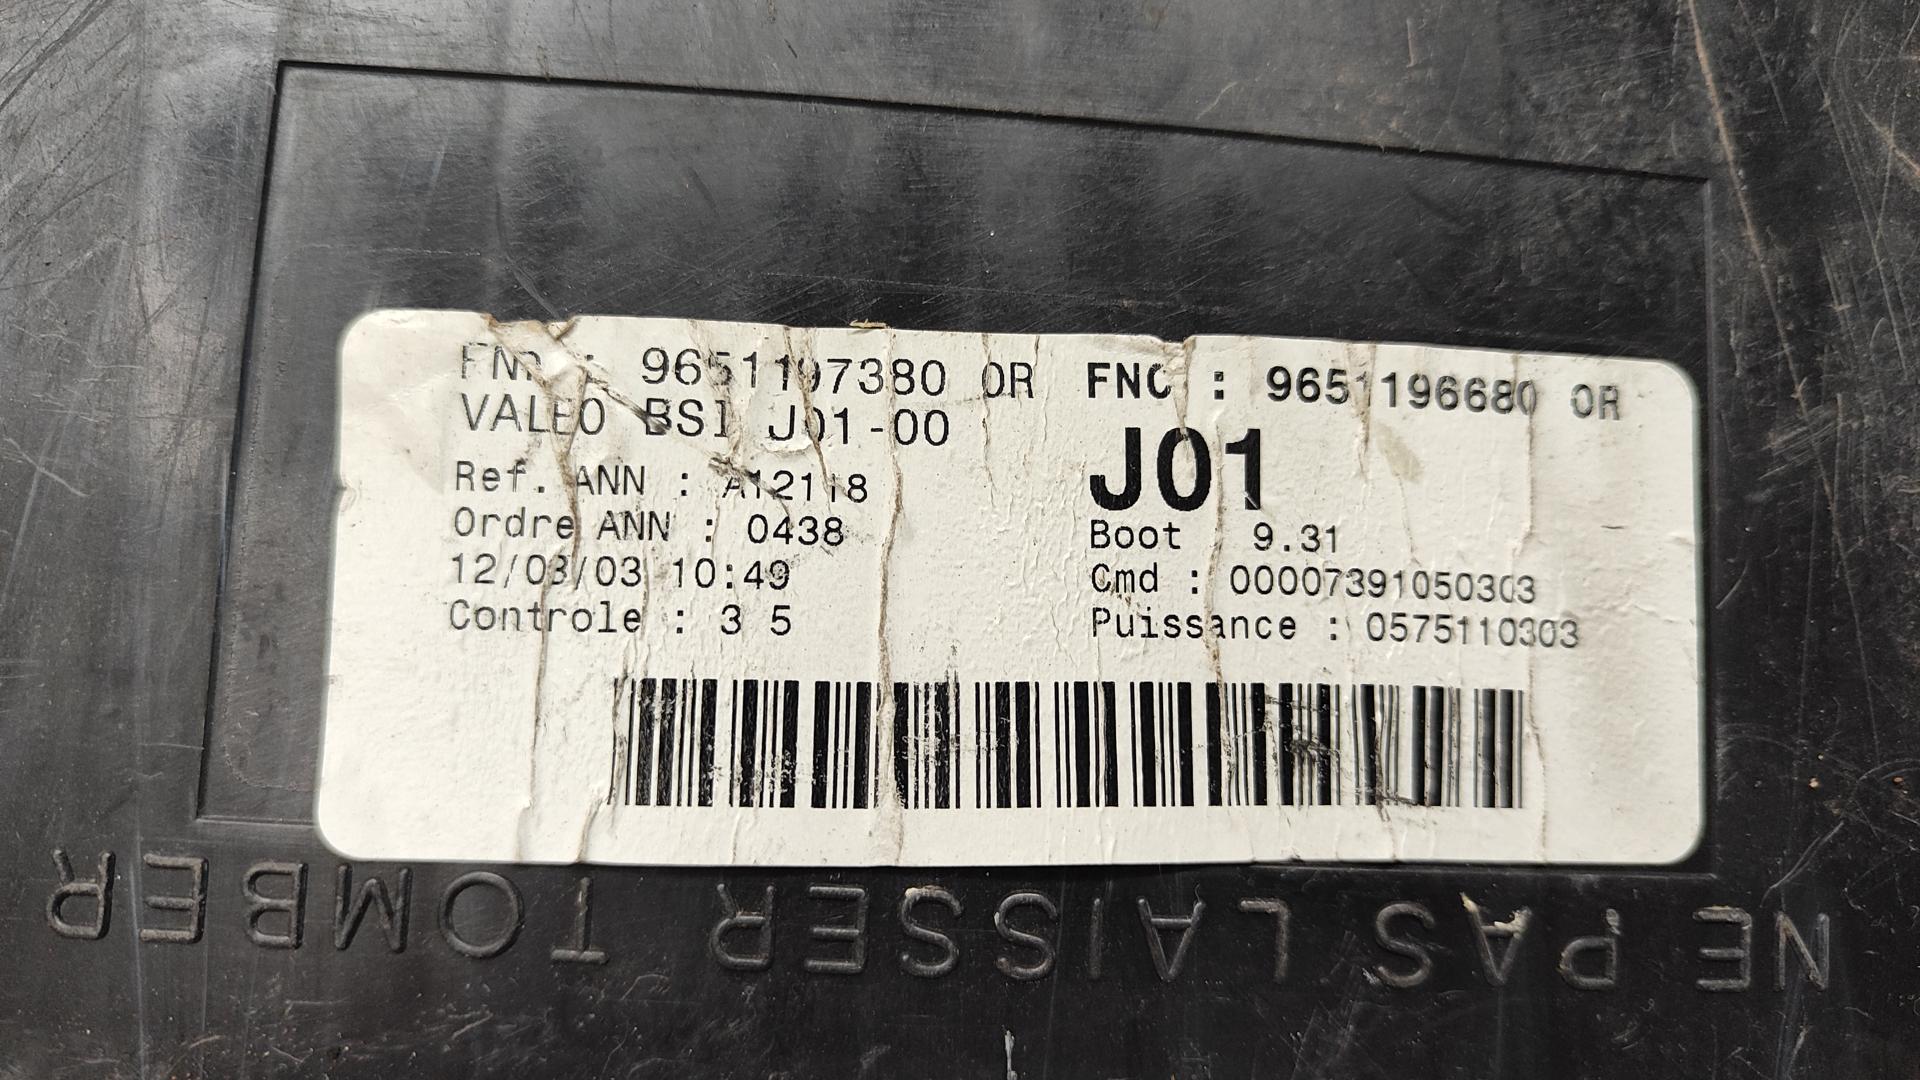 FNR : 9651197380 OR
VALEO BSI J01-00
Ref. ANN : A12118
Ordre ANN : 0438
12/03/03 10:49
Controle : 3 5
FNC : 9651196680 OR
J01
Boot 9.31
Cmd : 00007391050303
Puissance : 0575110303
NE PAS LAISSER TOMBER